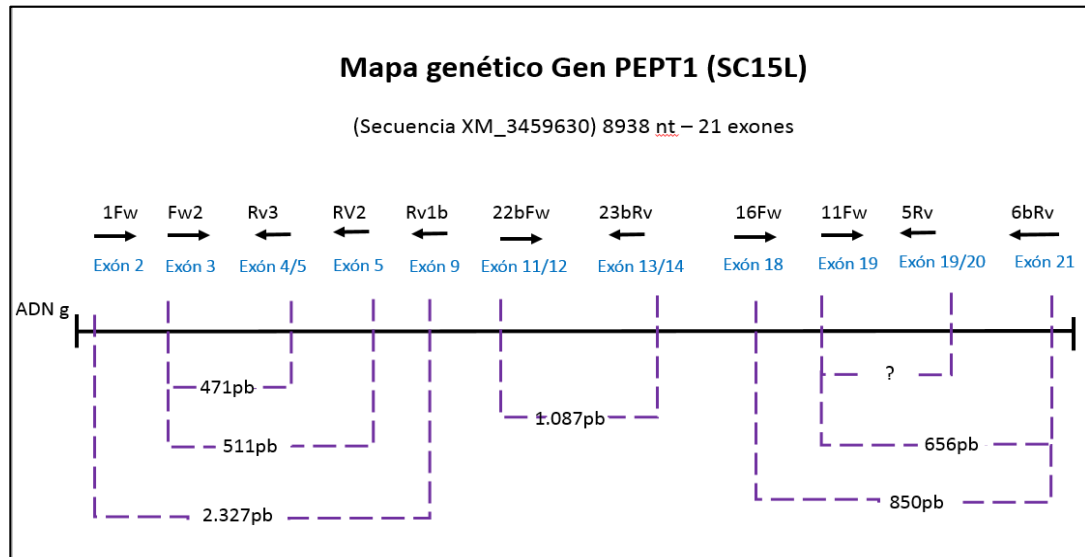 Mapa genético Gen PEPT1 (SC15L)
(Secuencia XM_3459630) 8938 nt – 21 exones
1Fw Fw2 Rv3 RV2 Rv1b 22bFw 23bRv 16Fw 11Fw 5Rv 6bRv
Exón 2 Exón 3 Exón 4/5 Exón 5 Exón 9 Exón 11/12 Exón 13/14 Exón 18 Exón 19 Exón 19/20 Exón 21
ADN g
471pb ?
1.087pb
511pb 656pb
850pb
2.327pb